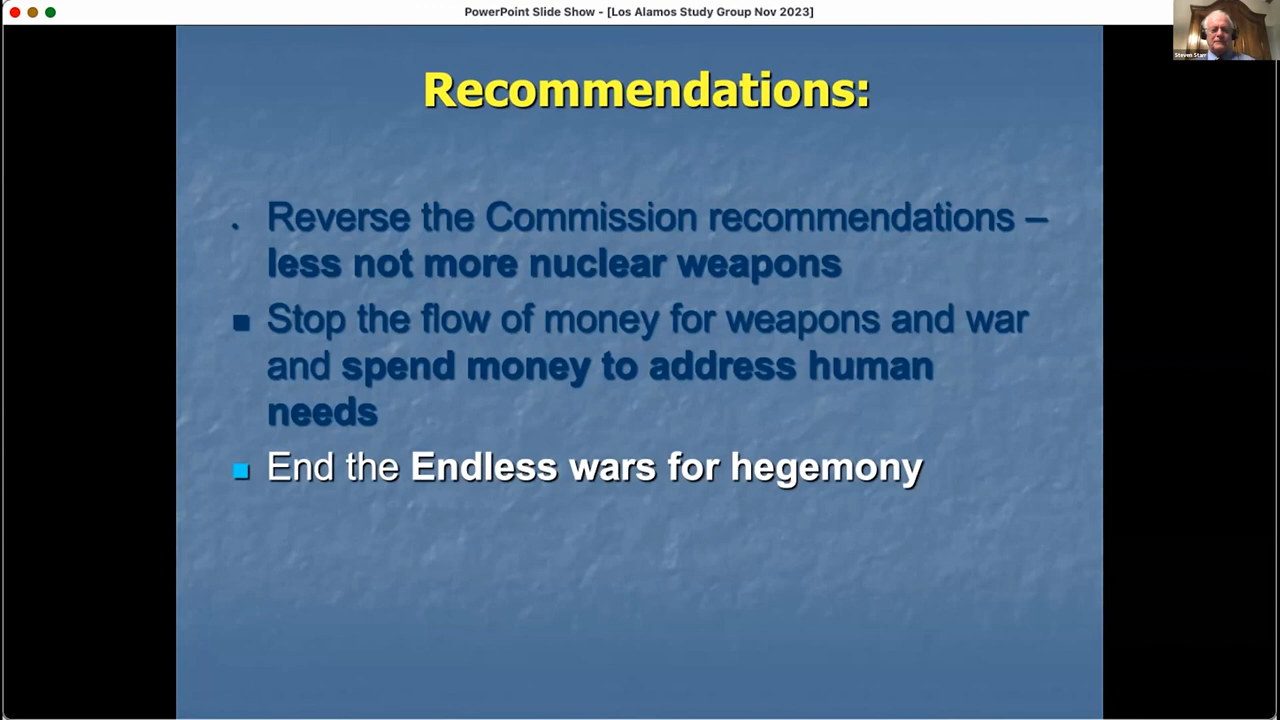 PowerPoint Slide Show - [Los Alamos Study Group Nov 2023]
Steven Starr
Recommendations:
Reverse the Commission recommendations –
less not more nuclear weapons
Stop the flow of money for weapons and war
and spend money to address human
needs
End the Endless wars for hegemony